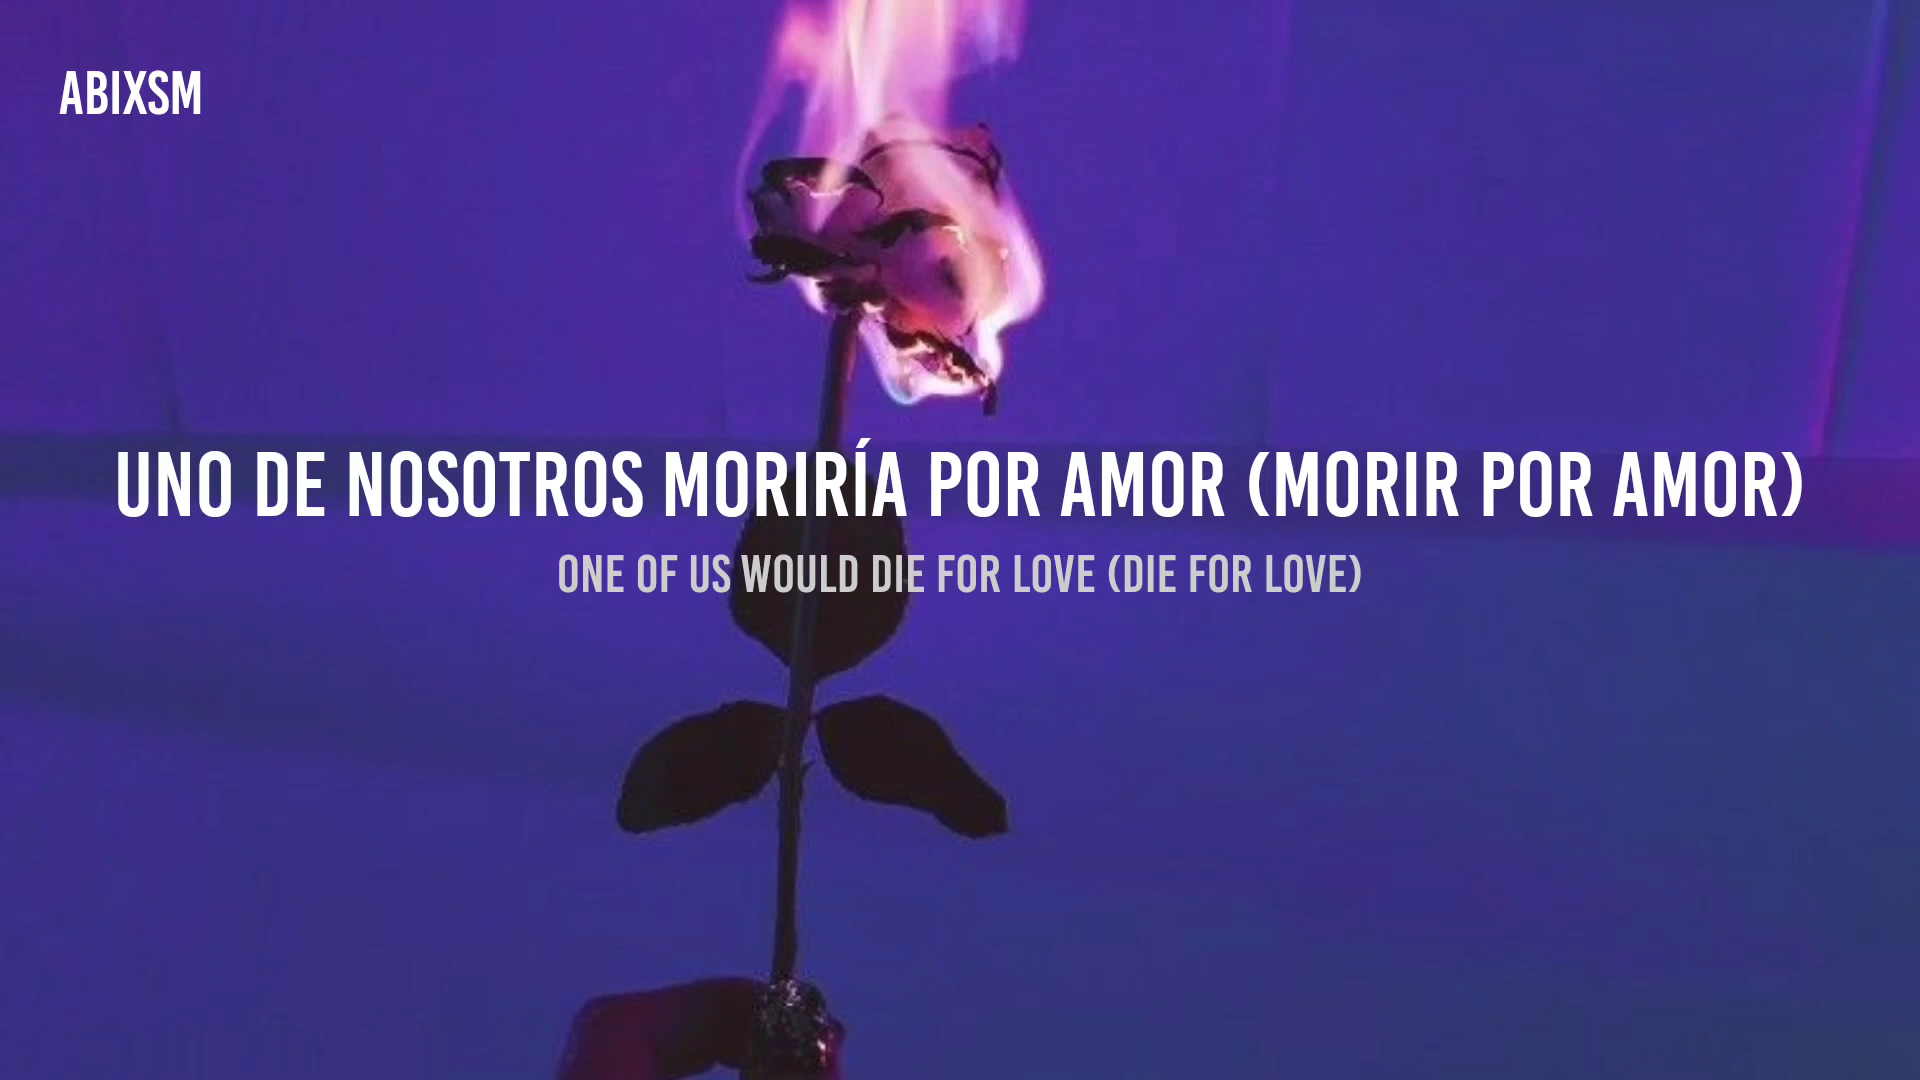 ABIXSM
UNO DE NOSOTROS MORIRÍA POR AMOR (MORIR POR AMOR)
ONE OF US WOULD DIE FOR LOVE (DIE FOR LOVE)